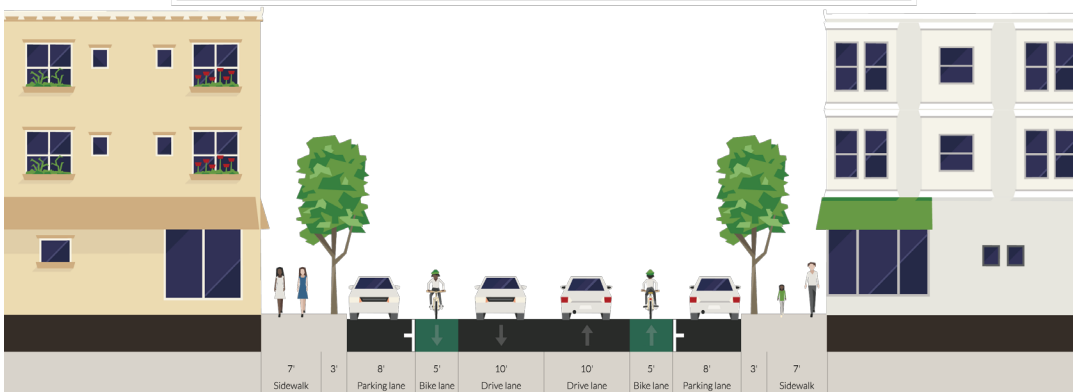 7' 3' 8' 5' 10' 10' 5' 8' 3' 7'
Sidewalk Parking lane Bike lane Drive lane Drive lane Bike lane Parking lane Sidewalk